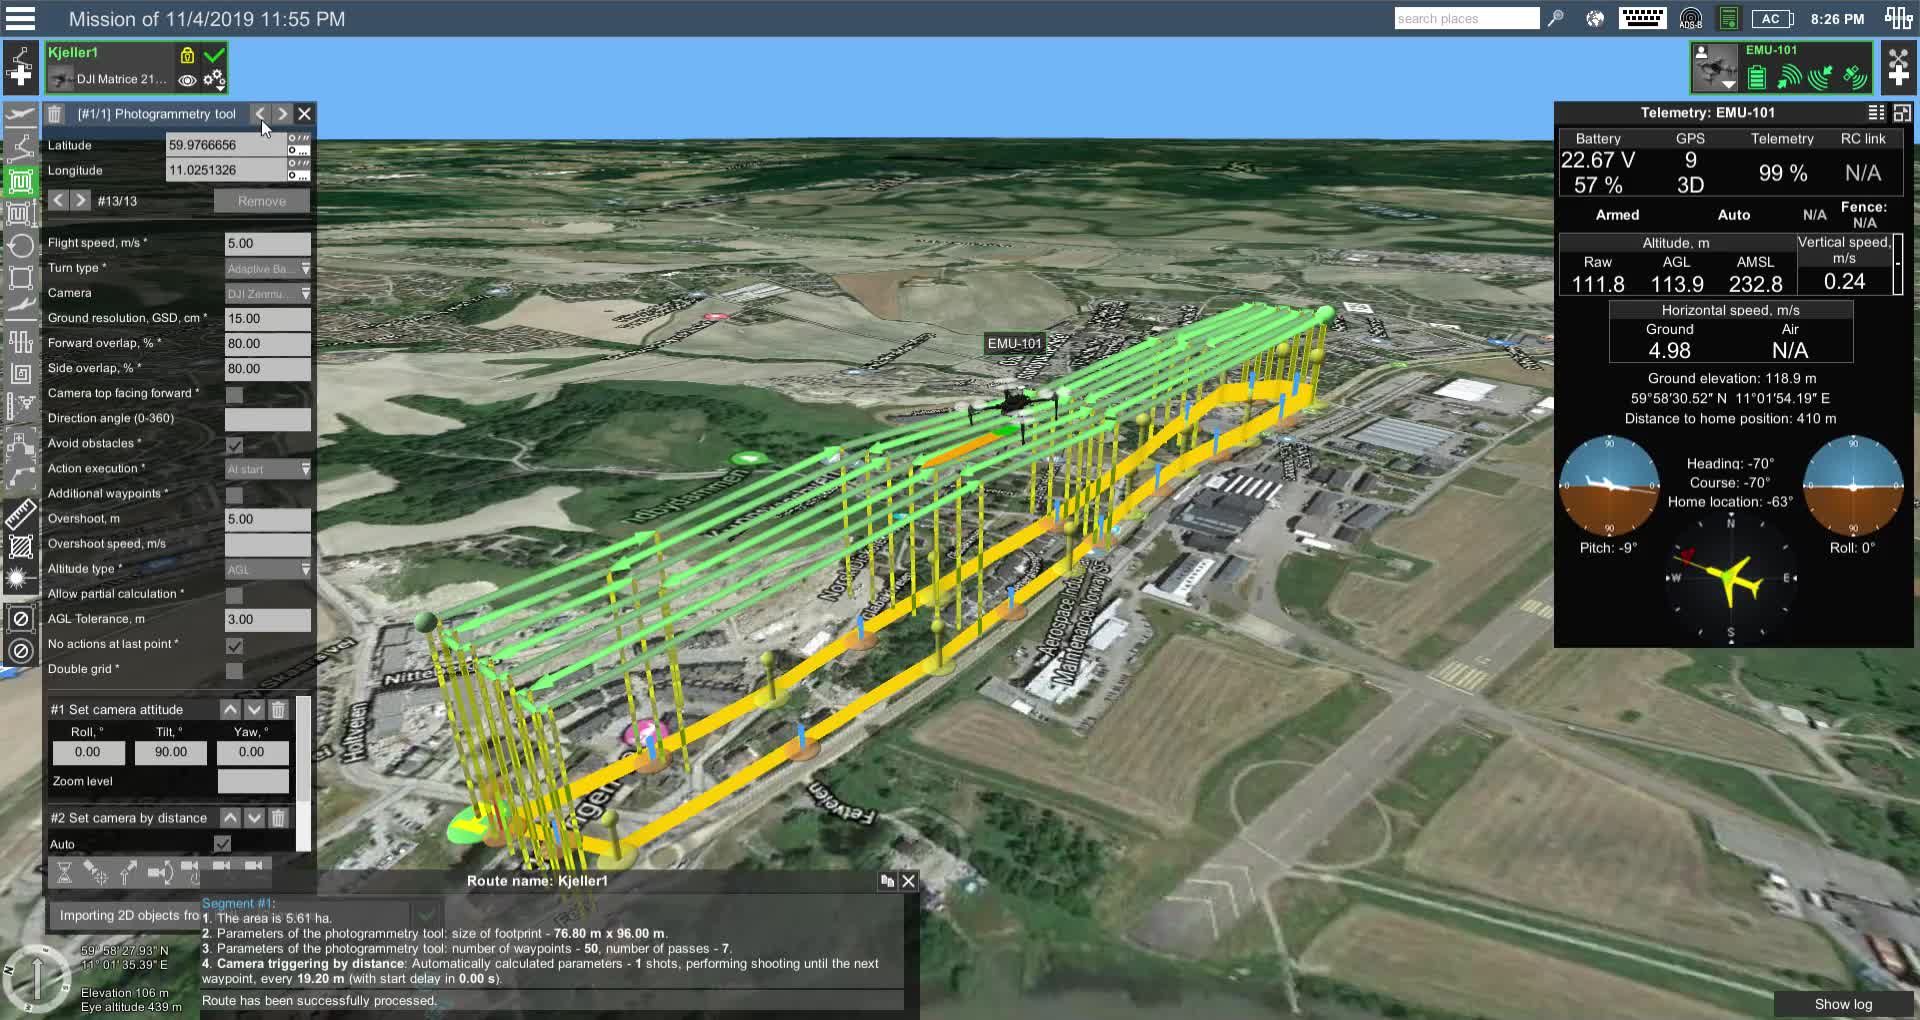 Mission of 11/4/2019 11:55 PM
search places
ADS-B
AC
8:26 PM
Kjeller1
DJI Matrice 21...
EMU-101
[#1/1] Photogrammetry tool
Latitude
59.9766656
Longitude
11.0251326
#13/13
Remove
Flight speed, m/s *
5.00
Turn type *
Adaptive Ba...
Camera
DJI Zenmu...
Ground resolution, GSD, cm *
15.00
Forward overlap, % *
80.00
Side overlap, % *
80.00
Camera top facing forward *
Direction angle (0-360)
Avoid obstacles *
Action execution *
At start
Additional waypoints *
Overshoot, m
5.00
Overshoot speed, m/s
Altitude type *
AGL
Allow partial calculation *
AGL Tolerance, m
3.00
No actions at last point *
Double grid *
#1 Set camera attitude
Roll, ° Tilt, ° Yaw, °
0.00 90.00 0.00
Zoom level
#2 Set camera by distance
Auto
Importing 2D objects fro
59° 58'27.93" N
11° 01'35.39" E
Elevation 106 m
Eye altitude 439 m
EMU-101
Aerospace Indu
Maintenance Norway AS
Fetveien
Holtveien
Route name: Kjeller1
Segment #1:
1. The area is 5.61 ha.
2. Parameters of the photogrammetry tool: size of footprint - 76.80 m x 96.00 m.
3. Parameters of the photogrammetry tool: number of waypoints - 50, number of passes - 7.
4. Camera triggering by distance: Automatically calculated parameters - 1 shots, performing shooting until the next
waypoint, every 19.20 m (with start delay in 0.00 s).
Route has been successfully processed.
Telemetry: EMU-101
Battery GPS Telemetry RC link
22.67 V 9 99 % N/A
57 % 3D
Armed Auto N/A Fence:
N/A
Altitude, m
Vertical speed,
m/s
Raw AGL AMSL
111.8 113.9 232.8 0.24
Horizontal speed, m/s
Ground Air
4.98 N/A
Ground elevation: 118.9 m
59°58'30.52" N 11°01'54.19" E
Distance to home position: 410 m
90 90
Heading: -70°
Course: -70°
Home location: -63°
0 0 0 0
90 90
Pitch: -9°
Roll: 0°
N
W E
S
Show log